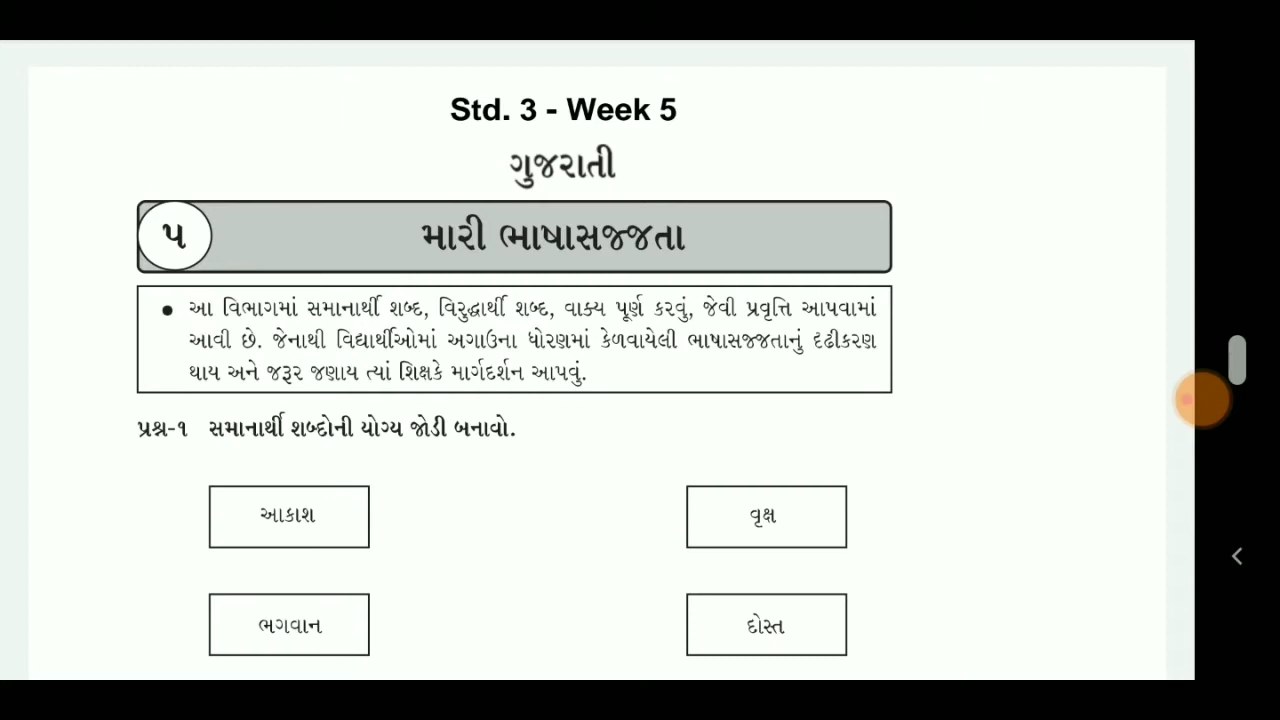 Std. 3 - Week 5
ગુજરાતી
૫ મારી ભાષાસજ્જતા
● આ વિભાગમાં સમાનાર્થી શબ્દ, વિરુદ્ધાર્થી શબ્દ, વાક્ય પૂર્ણ કરવું, જેવી પ્રવૃત્તિ આપવામાં
આવી છે. જેનાથી વિદ્યાર્થીઓમાં અગાઉના ધોરણમાં કેળવાયેલી ભાષાસજ્જતાનું દૃઢીકરણ
થાય અને જરૂર જણાય ત્યાં શિક્ષકે માર્ગદર્શન આપવું.
પ્રશ્ન-૧ સમાનાર્થી શબ્દોની યોગ્ય જોડી બનાવો.
આકાશ વૃક્ષ
ભગવાન દોસ્ત